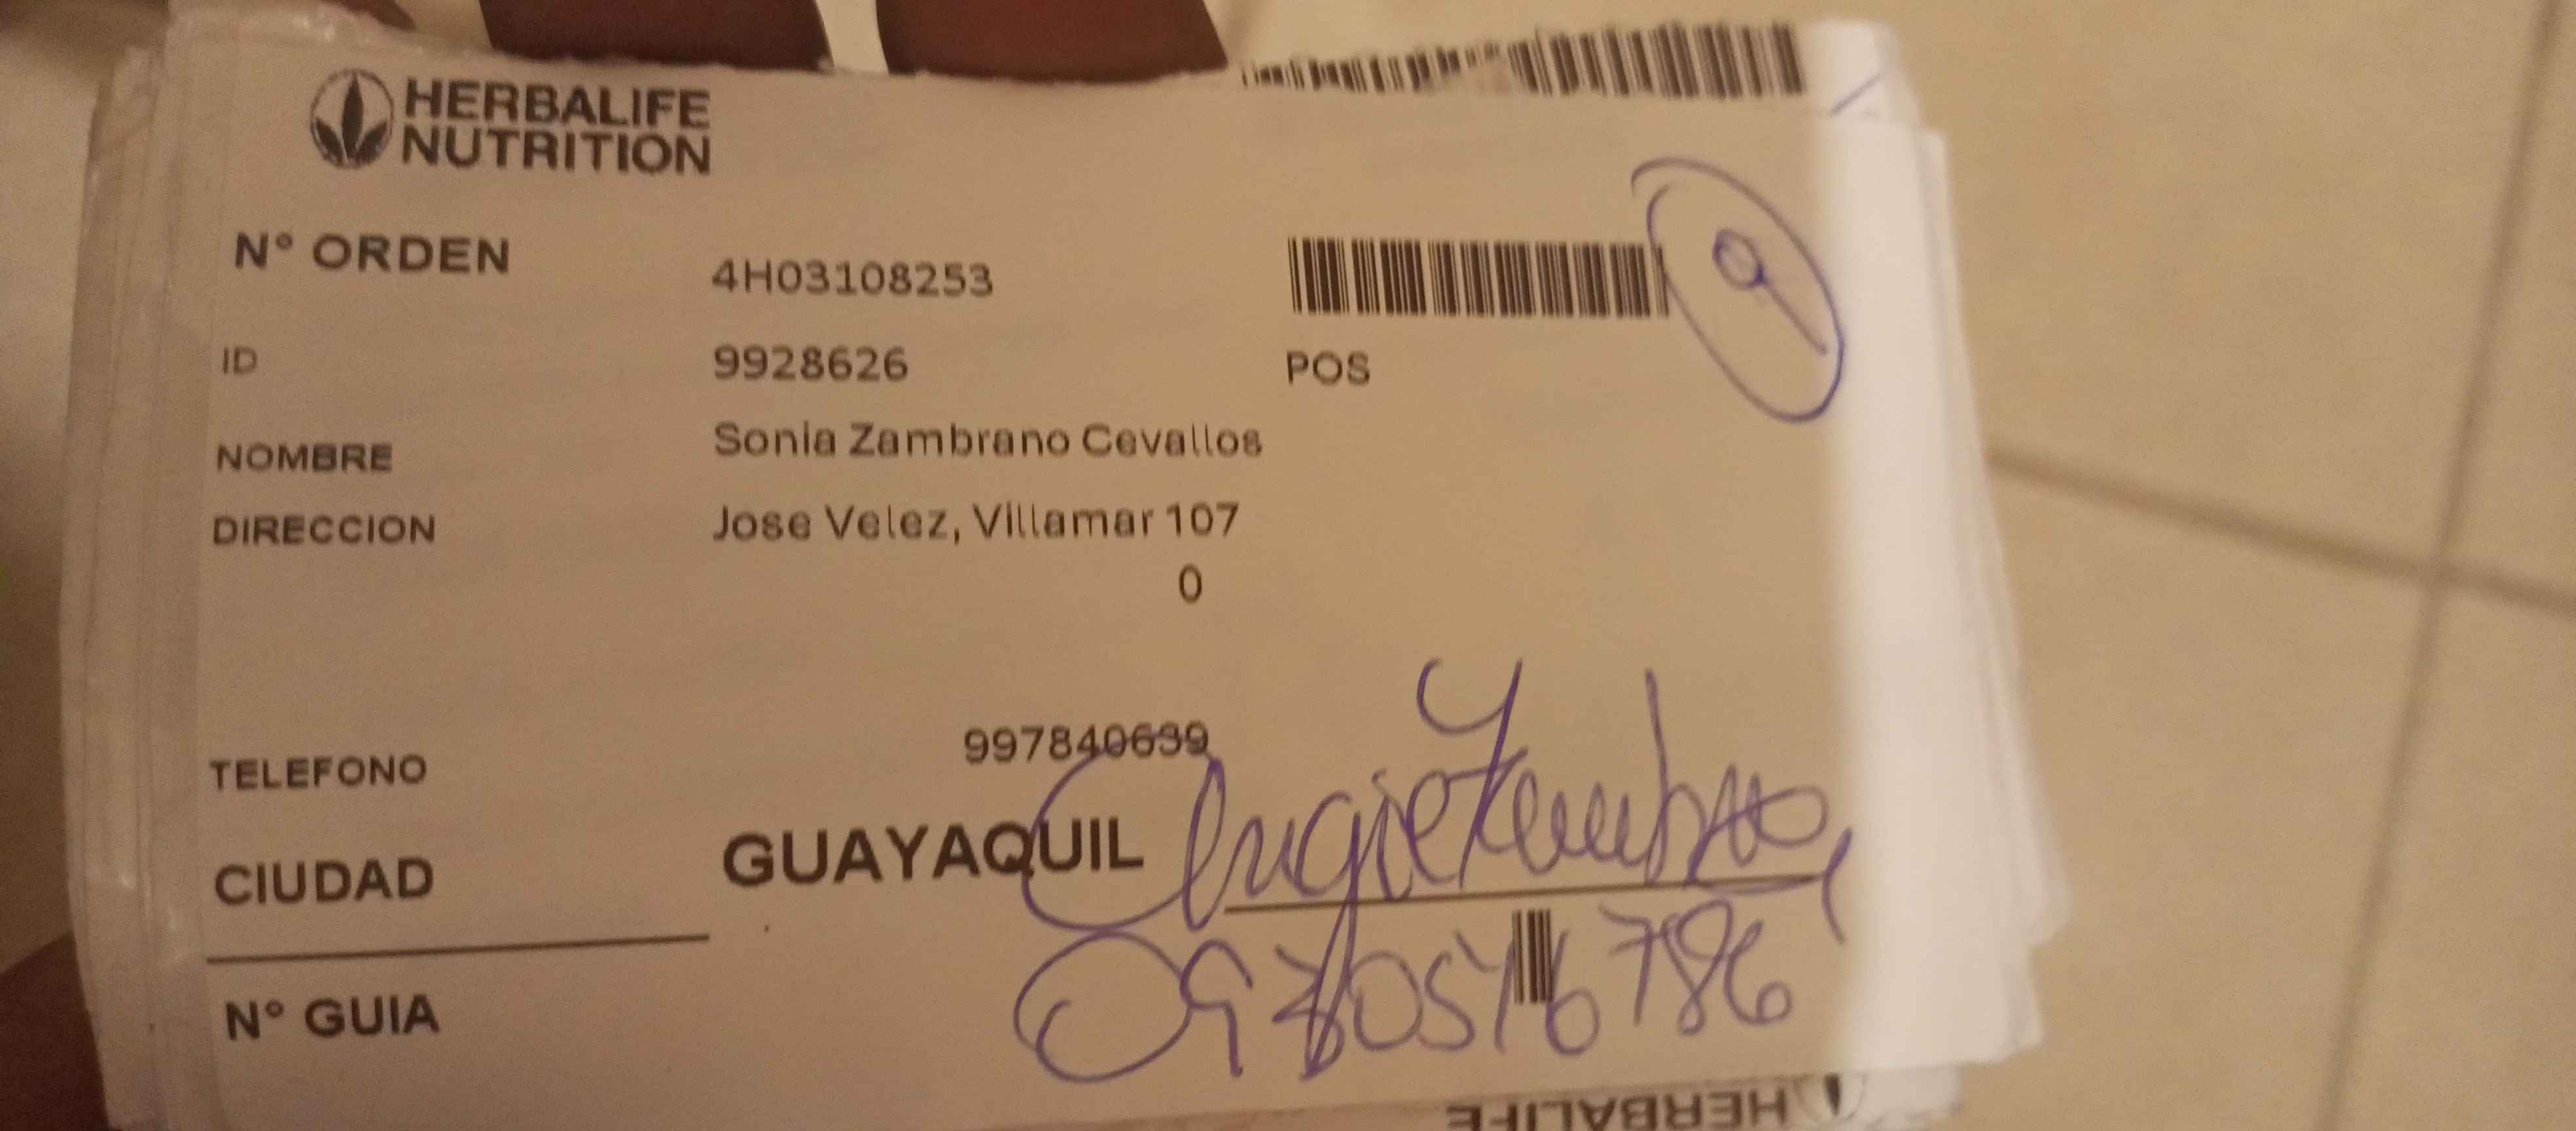 HERBALIFE
NUTRITION
N° ORDEN 4H03108253
9
ID 9928626 POS
NOMBRE Sonia Zambrano Cevallos
DIRECCION Jose Velez, Villamar 107
0
TELEFONO 997840639
CIUDAD GUAYAQUIL
N° GUIA
HERBALIFE